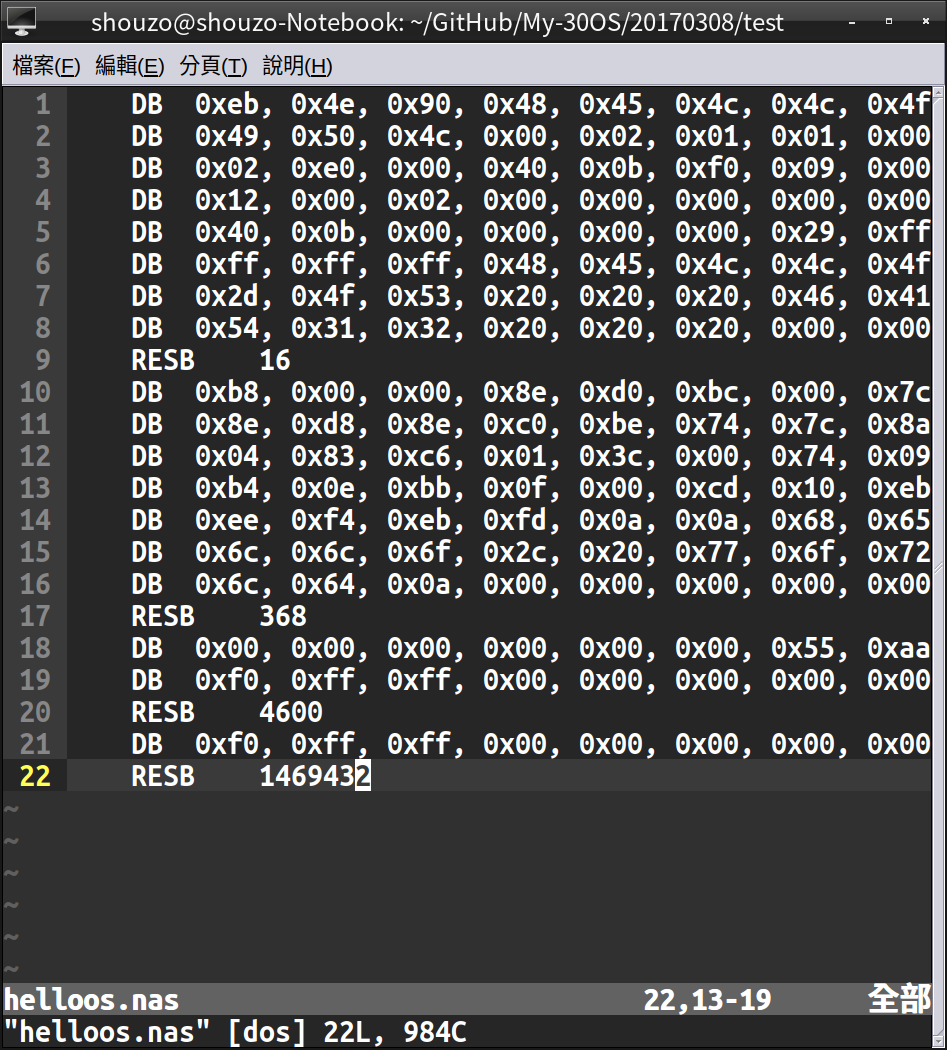 shouzo@shouzo-Notebook: ~/GitHub/My-30OS/20170308/test
檔案(F) 編輯(E) 分頁(T) 說明(H)
1 DB 0xeb, 0x4e, 0x90, 0x48, 0x45, 0x4c, 0x4c, 0x4f
2 DB 0x49, 0x50, 0x4c, 0x00, 0x02, 0x01, 0x01, 0x00
3 DB 0x02, 0xe0, 0x00, 0x40, 0x0b, 0xf0, 0x09, 0x00
4 DB 0x12, 0x00, 0x02, 0x00, 0x00, 0x00, 0x00, 0x00
5 DB 0x40, 0x0b, 0x00, 0x00, 0x00, 0x00, 0x29, 0xff
6 DB 0xff, 0xff, 0xff, 0x48, 0x45, 0x4c, 0x4c, 0x4f
7 DB 0x2d, 0x4f, 0x53, 0x20, 0x20, 0x20, 0x46, 0x41
8 DB 0x54, 0x31, 0x32, 0x20, 0x20, 0x20, 0x00, 0x00
9 RESB 16
10 DB 0xb8, 0x00, 0x00, 0x8e, 0xd0, 0xbc, 0x00, 0x7c
11 DB 0x8e, 0xd8, 0x8e, 0xc0, 0xbe, 0x74, 0x7c, 0x8a
12 DB 0x04, 0x83, 0xc6, 0x01, 0x3c, 0x00, 0x74, 0x09
13 DB 0xb4, 0x0e, 0xbb, 0x0f, 0x00, 0xcd, 0x10, 0xeb
14 DB 0xee, 0xf4, 0xeb, 0xfd, 0x0a, 0x0a, 0x68, 0x65
15 DB 0x6c, 0x6c, 0x6f, 0x2c, 0x20, 0x77, 0x6f, 0x72
16 DB 0x6c, 0x64, 0x0a, 0x00, 0x00, 0x00, 0x00, 0x00
17 RESB 368
18 DB 0x00, 0x00, 0x00, 0x00, 0x00, 0x00, 0x55, 0xaa
19 DB 0xf0, 0xff, 0xff, 0x00, 0x00, 0x00, 0x00, 0x00
20 RESB 4600
21 DB 0xf0, 0xff, 0xff, 0x00, 0x00, 0x00, 0x00, 0x00
22 RESB 1469432
~
~
~
~
~
~
helloos.nas 22,13-19 全部
"helloos.nas" [dos] 22L, 984C